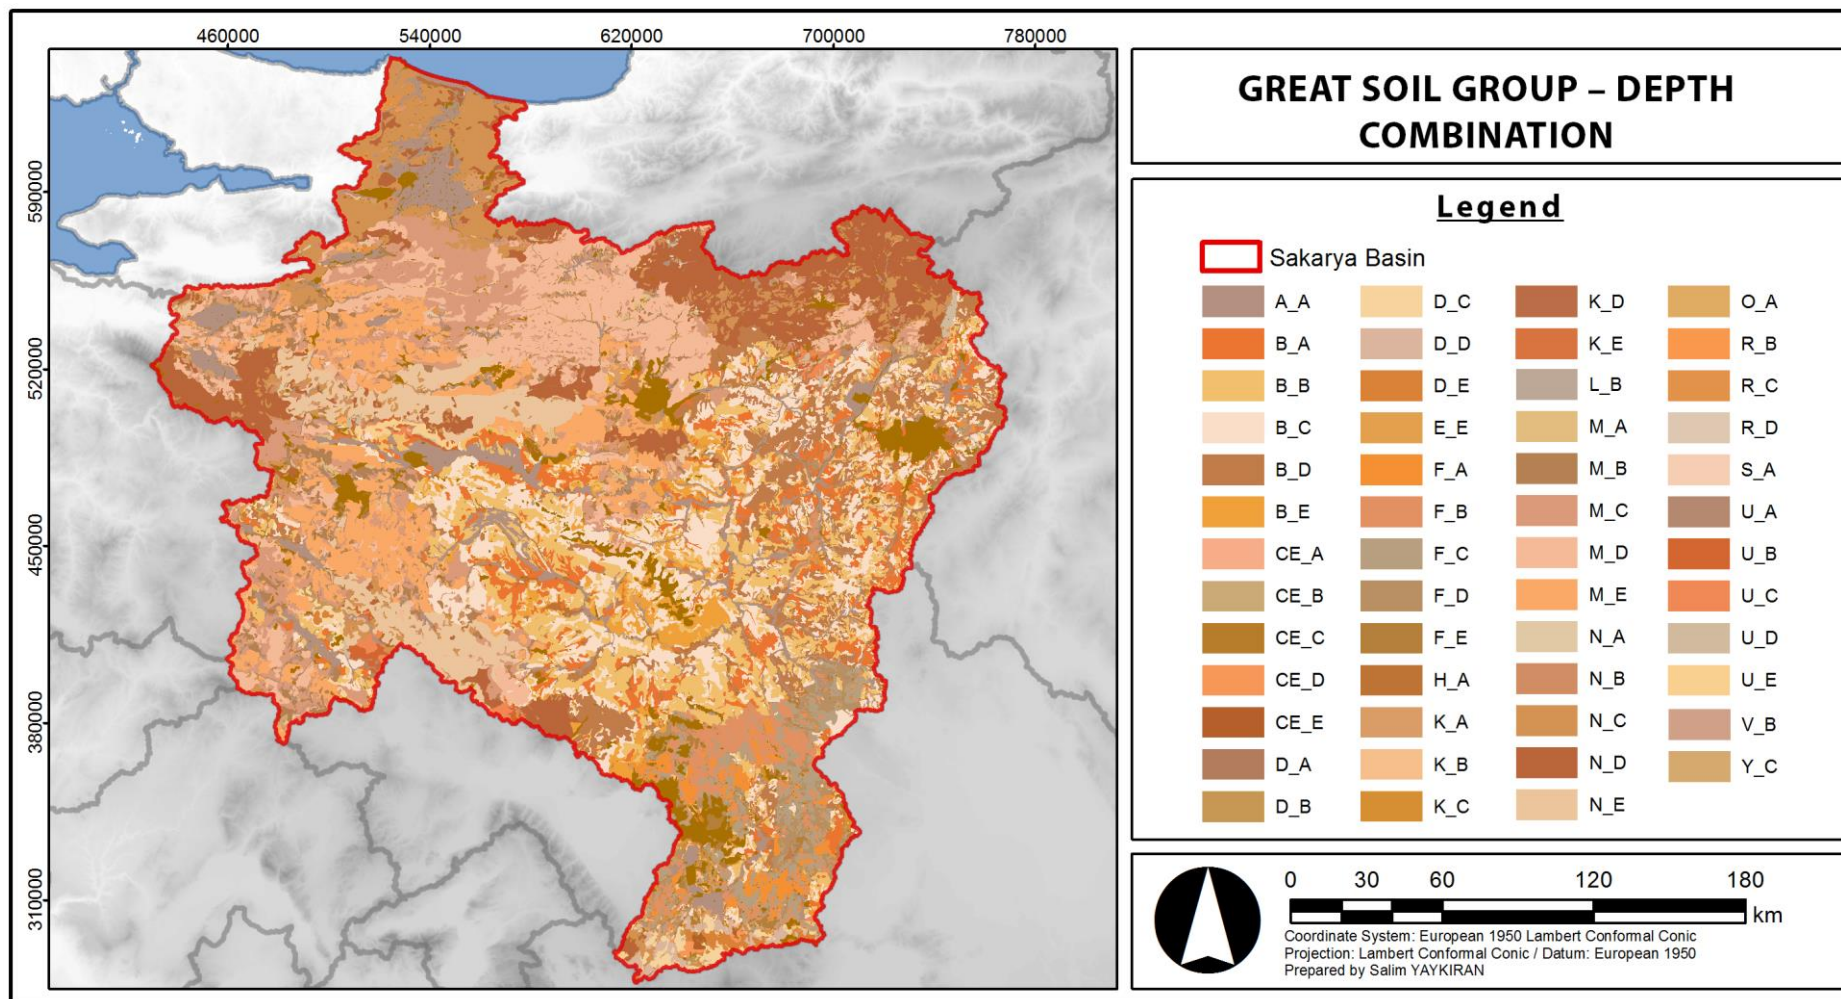 460000 540000 620000 700000 780000
590000
520000
450000
380000
310000
GREAT SOIL GROUP – DEPTH
COMBINATION
Legend
Sakarya Basin
A_A D_C K_D O_A
B_A D_D K_E R_B
B_B D_E L_B R_C
B_C E_E M_A R_D
B_D F_A M_B S_A
B_E F_B M_C U_A
CE_A F_C M_D U_B
CE_B F_D M_E U_C
CE_C F_E N_A U_D
CE_D H_A N_B U_E
CE_E K_A N_C V_B
D_A K_B N_D Y_C
D_B K_C N_E
0 30 60 120 180
km
Coordinate System: European 1950 Lambert Conformal Conic
Projection: Lambert Conformal Conic / Datum: European 1950
Prepared by Salim YAYKIRAN